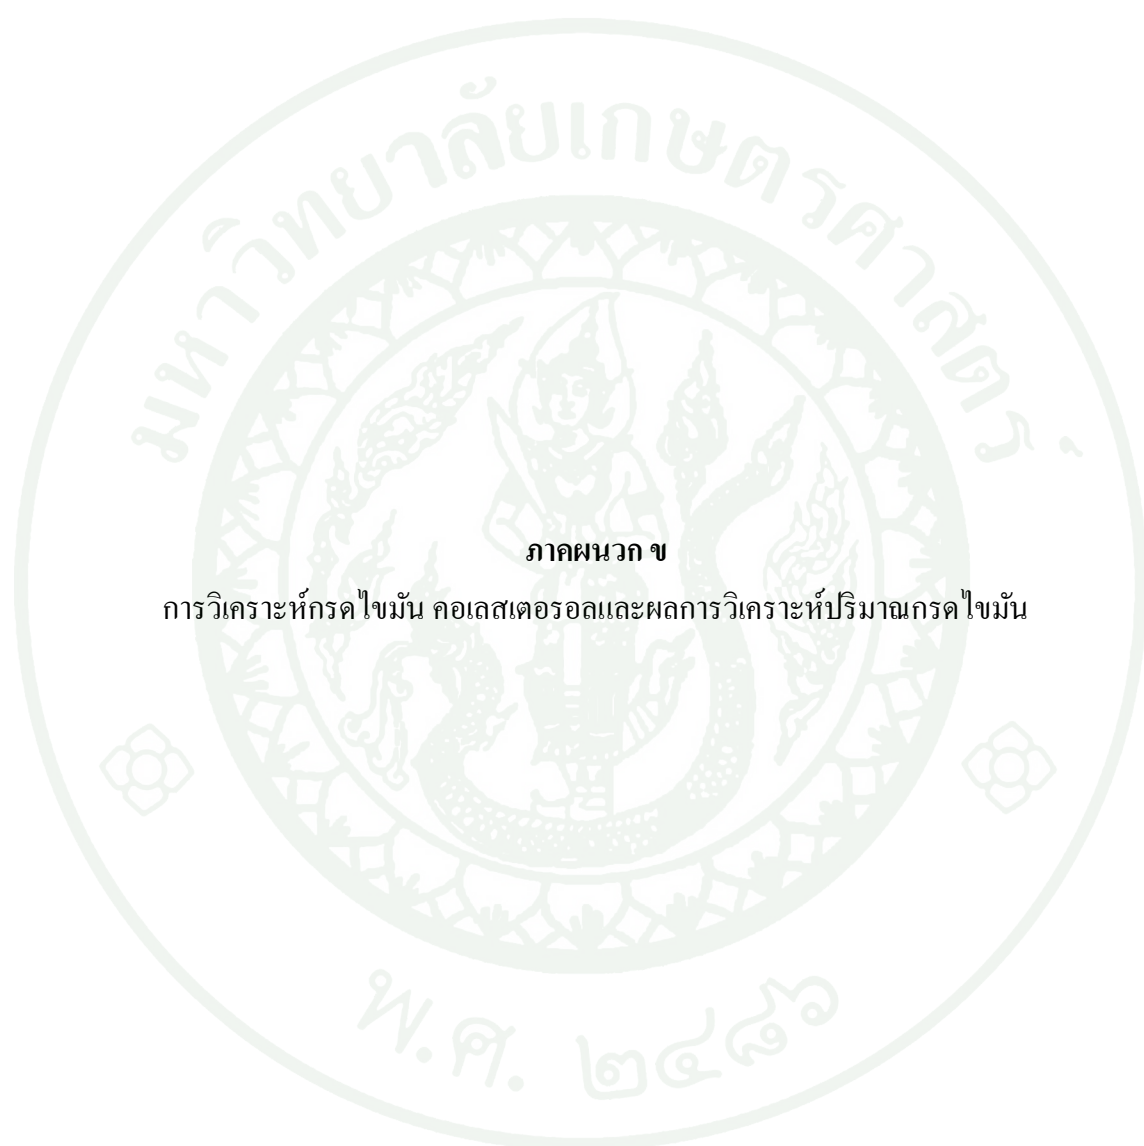 มหาวิทยาลัยเกษตรศาสตร์
ภาคผนวก ข
การวิเคราะห์กรดไขมัน คอเลสเตอรอลและผลการวิเคราะห์ปริมาณกรดไขมัน
พ.ศ. ๒๔๘๖